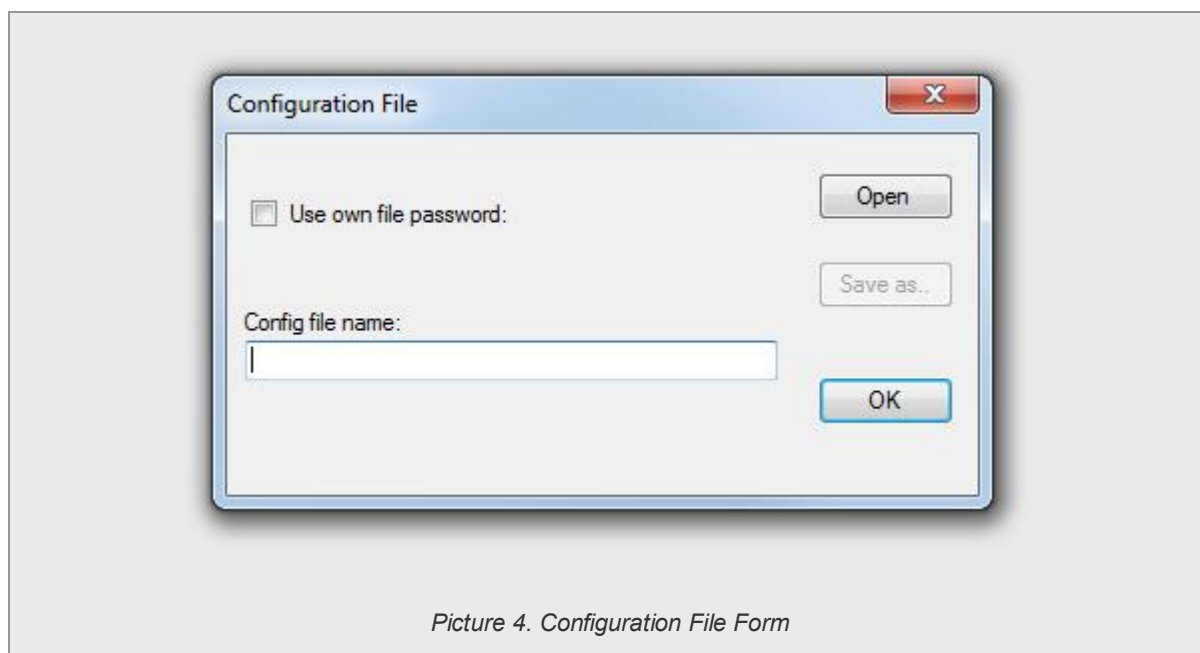 Configuration File
Use own file password:
Open
Save as..
Config file name:
OK
Picture 4. Configuration File Form